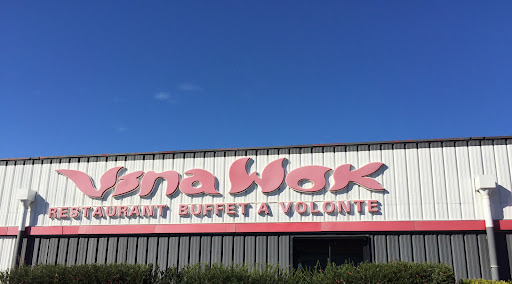 Vina Wok
RESTAURANT BUFFET A VOLONTE